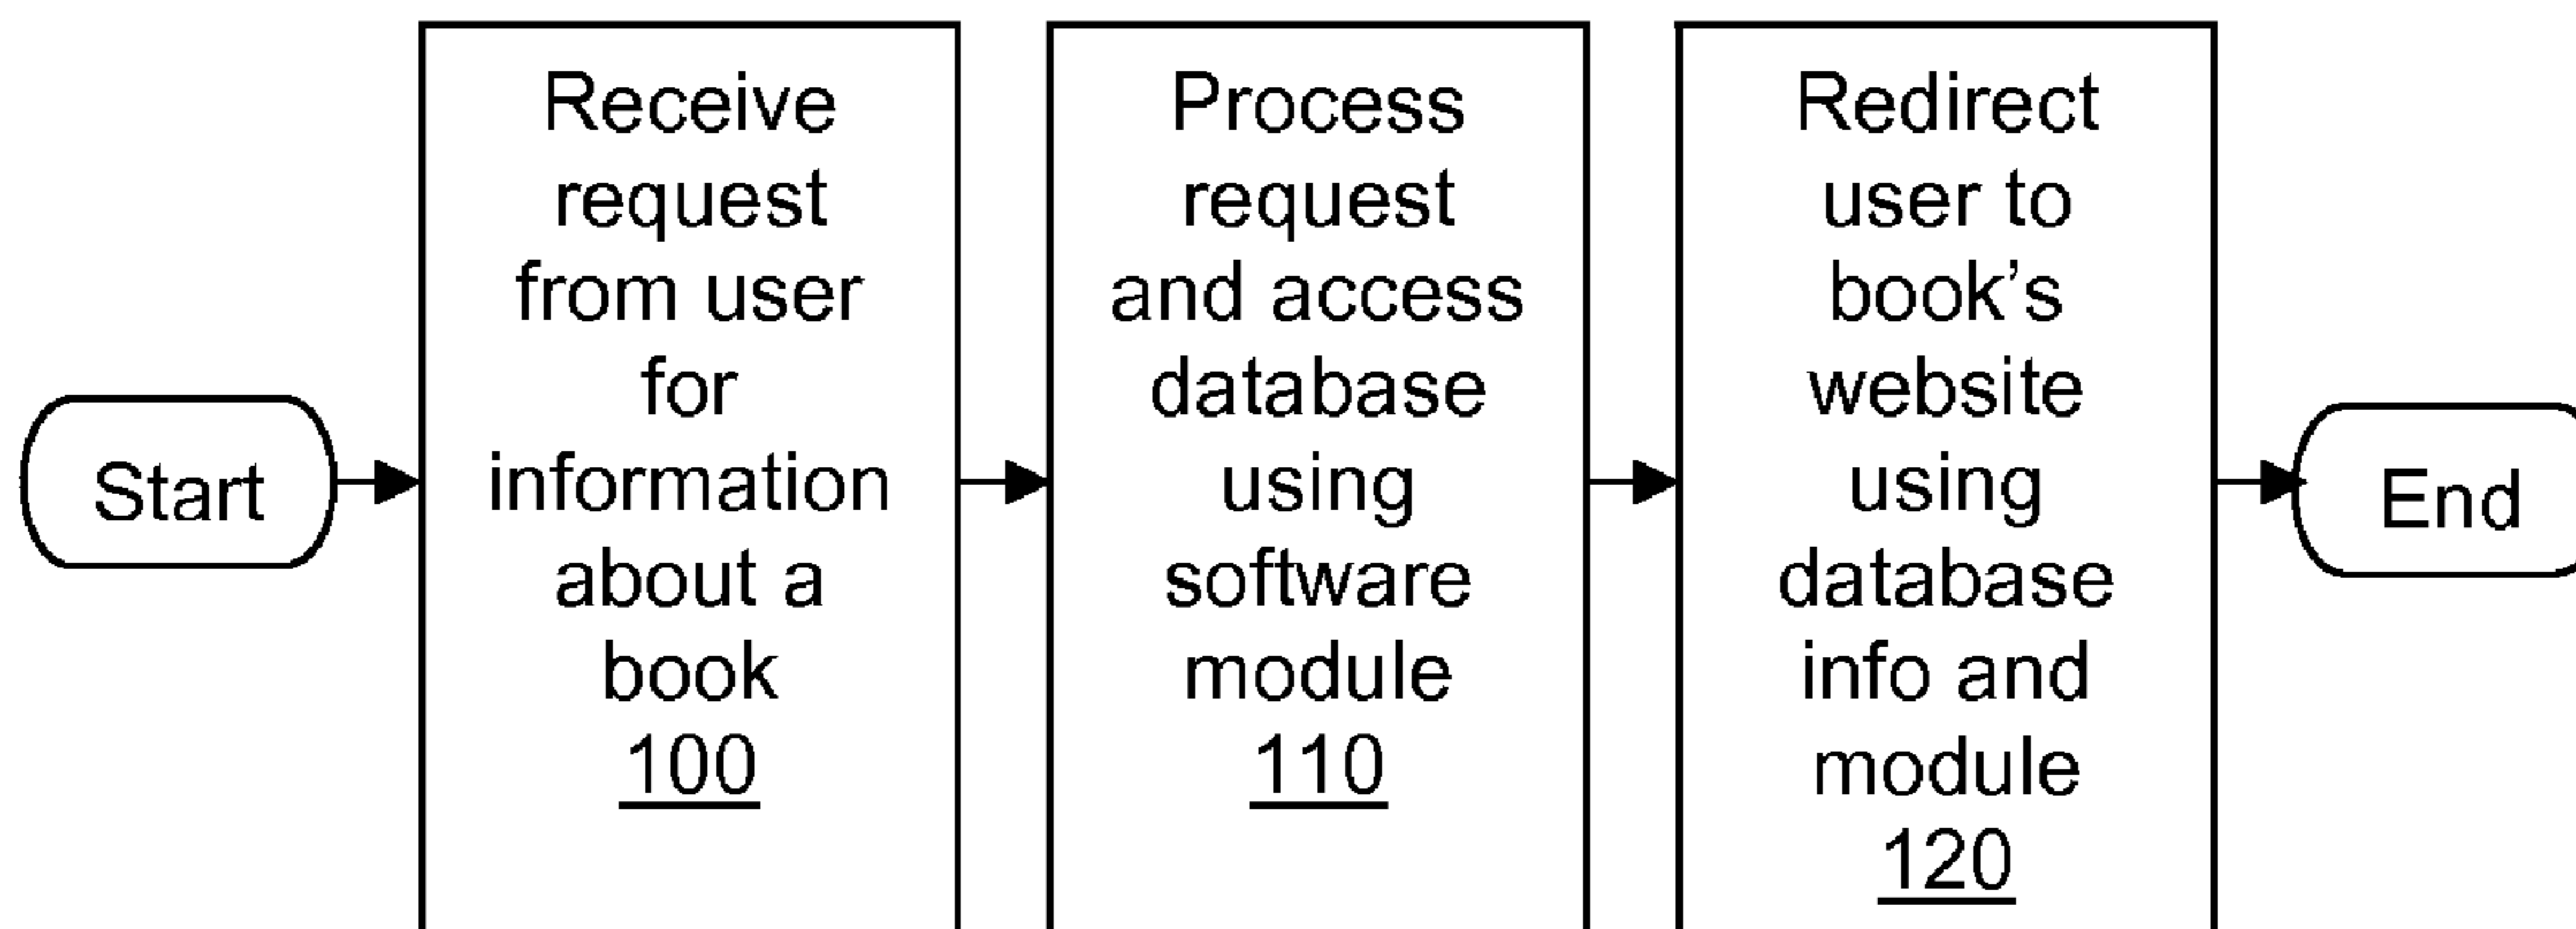 Start
Receive
request
from user
for
information
about a
book
100
Process
request
and access
database
using
software
module
110
Redirect
user to
book’s
website
using
database
info and
module
120
End